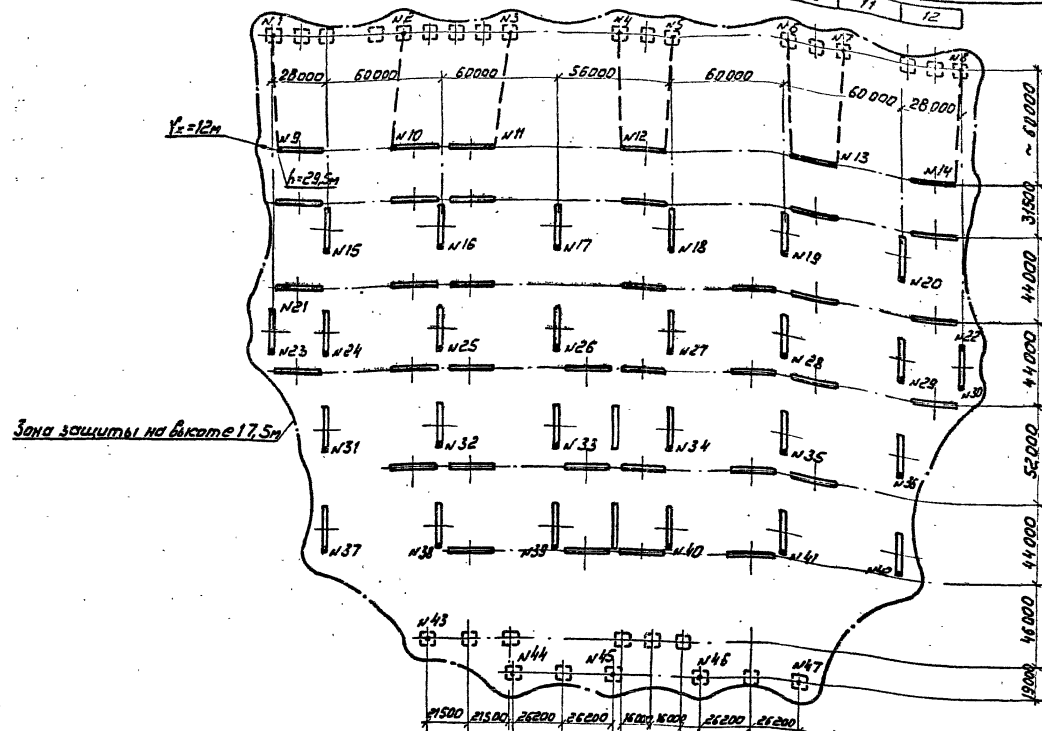 11 12
N1 N2 N3 N4 N5 N6 N7 N8
28000 60000 60000 56000 60000 60000 28000
~ 60000
rx=12м
N9 N10 N11 N12 N13 N14
h=29,5м
31500
N15 N16 N17 N18 N19 N20
44000
N21 N22
N23 N24 N25 N26 N27 N28 N29 N30
44000
Зона защиты на высоте 17,5м
N31 N32 N33 N34 N35 N36
52000
N37 N38 N39 N40 N41
44000
N43
46000
N44 N45 N46 N47
19000
21500 21500 26200 26200 16000 16000 26200 26200